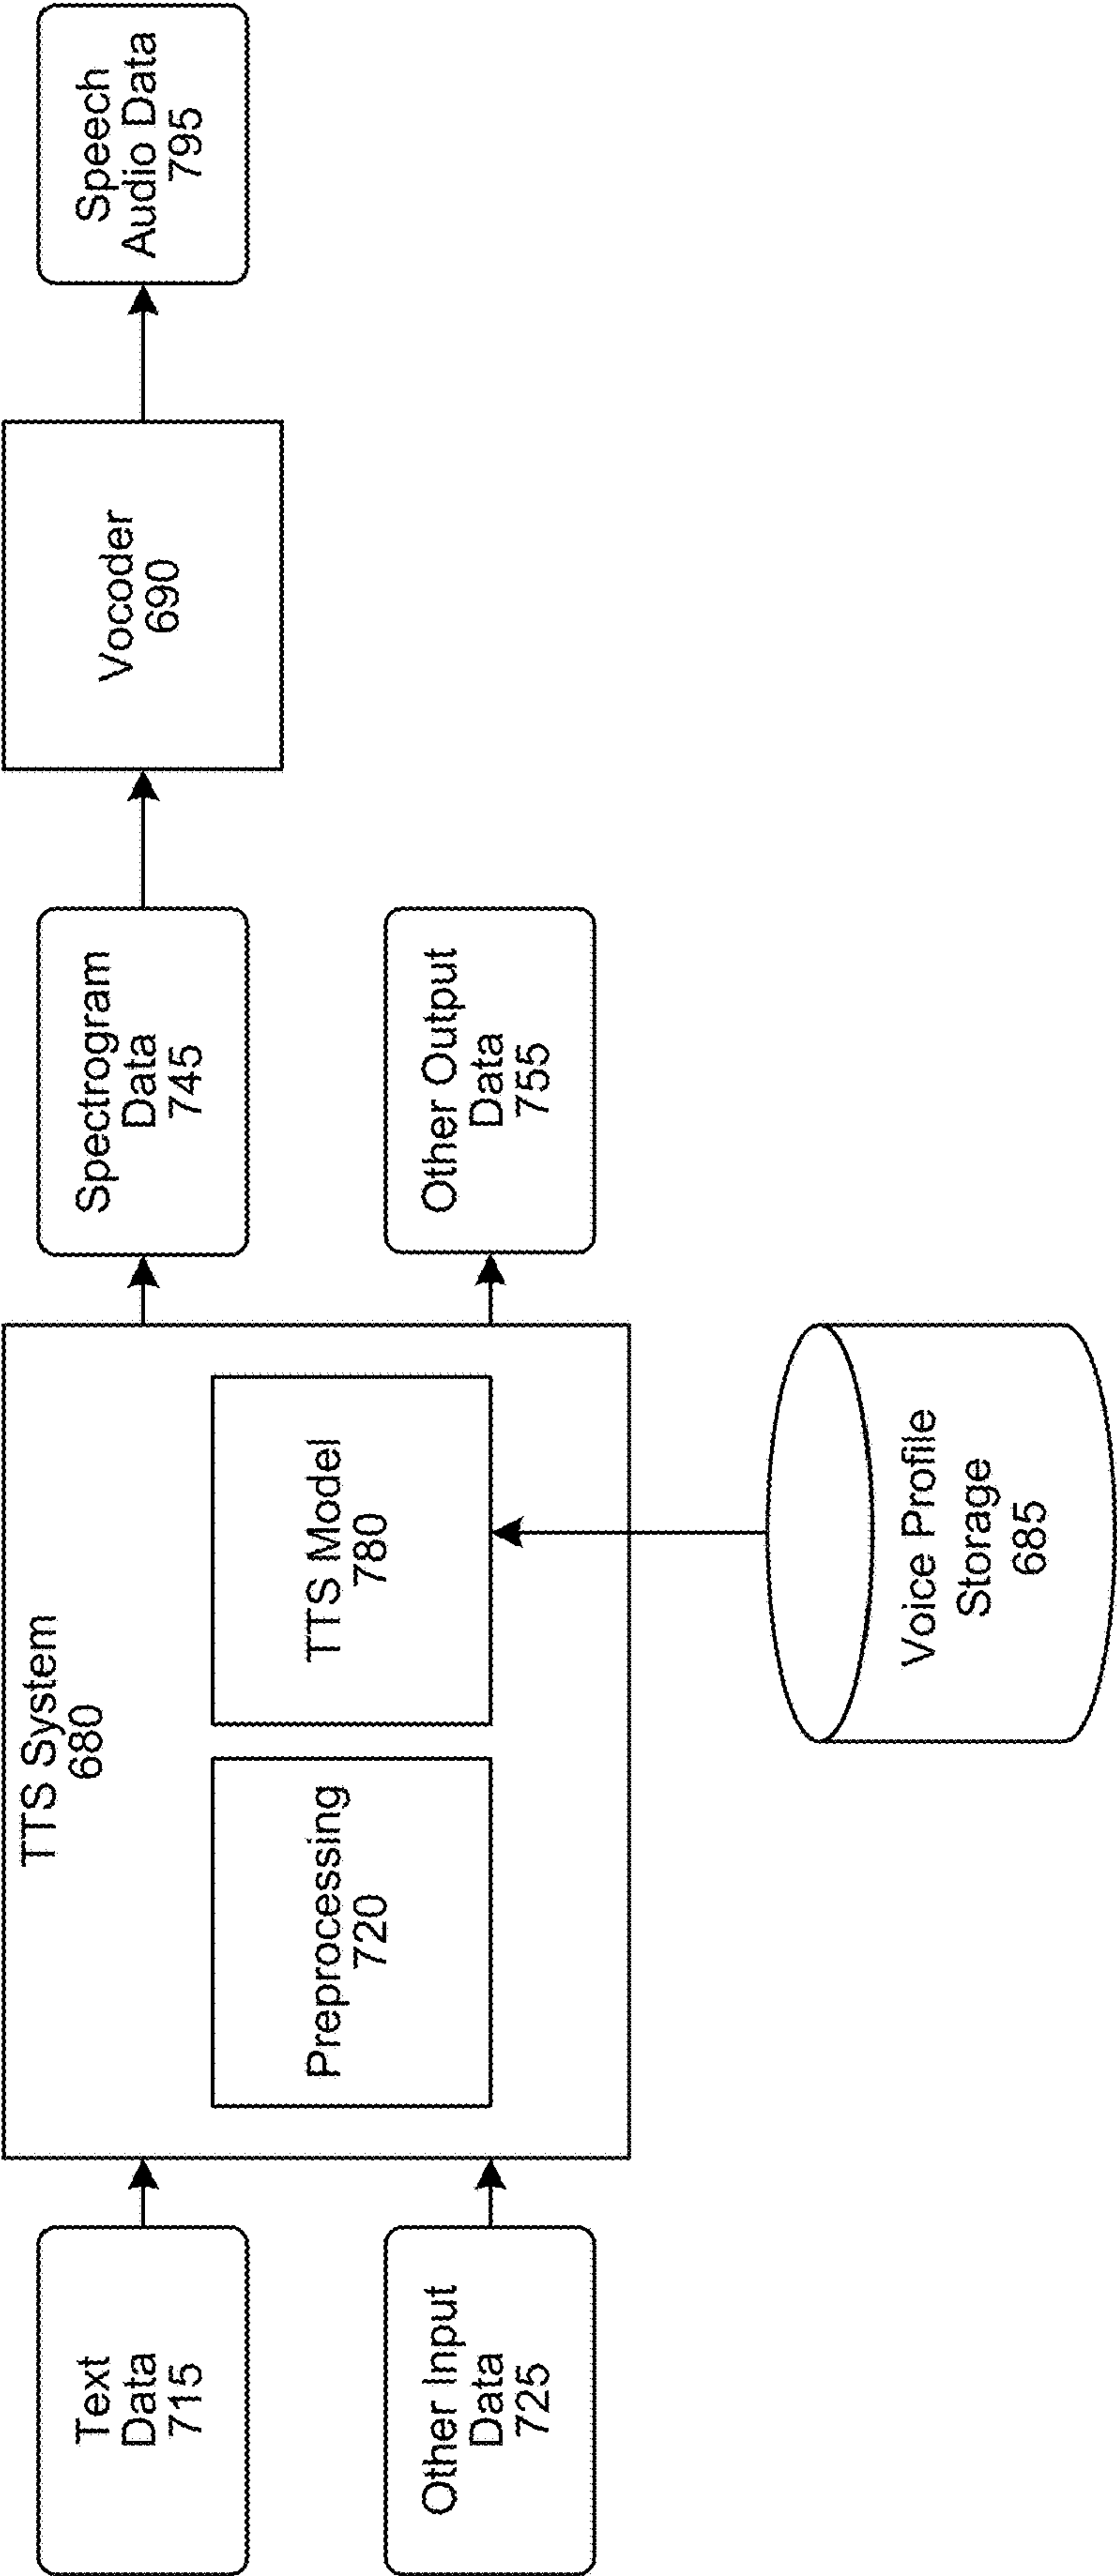 Text
Data
715
Other Input
Data
725
TTS System
680
Preprocessing
720
TTS Model
780
Voice Profile
Storage
685
Spectrogram
Data
745
Other Output
Data
755
Vocoder
690
Speech
Audio Data
795